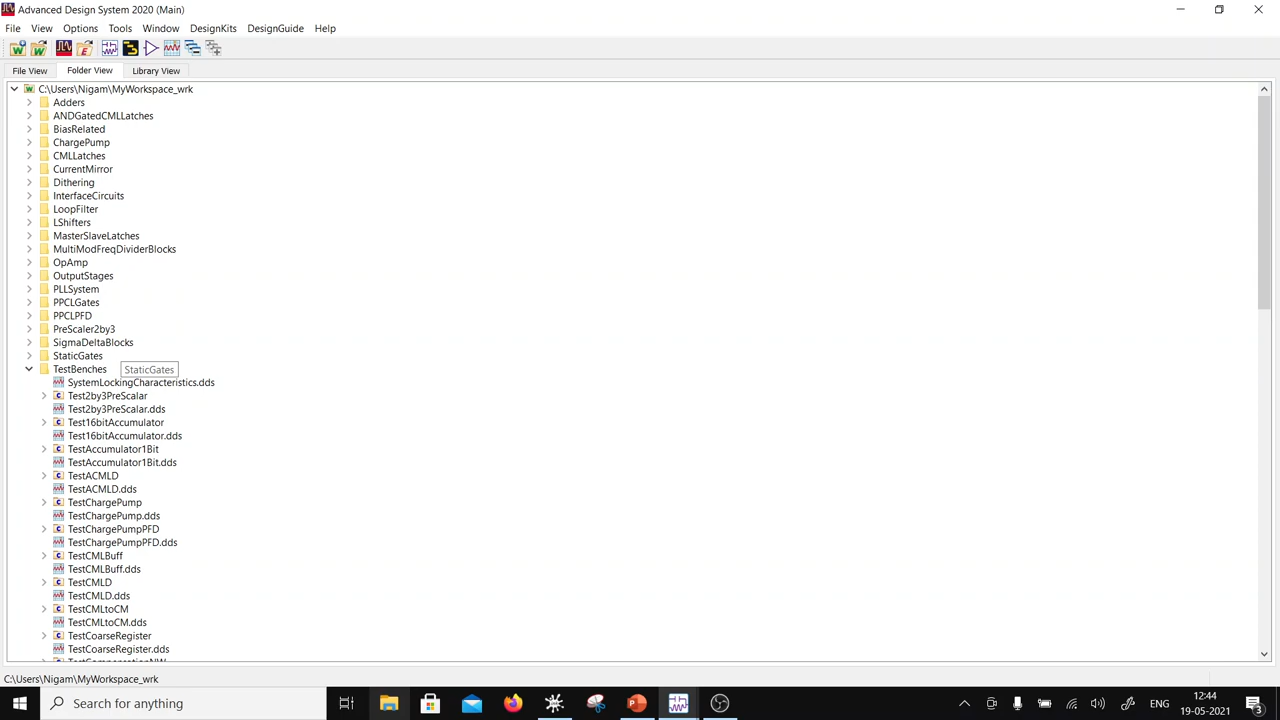 Advanced Design System 2020 (Main)
File View Options Tools Window DesignKits DesignGuide Help
File View Folder View Library View
C:\Users\Nigam\MyWorkspace_wrk
Adders
ANDGatedCMLLatches
BiasRelated
ChargePump
CMLLatches
CurrentMirror
Dithering
InterfaceCircuits
LoopFilter
LShifters
MasterSlaveLatches
MultiModFreqDividerBlocks
OpAmp
OutputStages
PLLSystem
PPCLGates
PPCLPFD
PreScaler2by3
SigmaDeltaBlocks
StaticGates
TestBenches StaticGates
SystemLockingCharacteristics.dds
Test2by3PreScalar
Test2by3PreScalar.dds
Test16bitAccumulator
Test16bitAccumulator.dds
TestAccumulator1Bit
TestAccumulator1Bit.dds
TestACMLD
TestACMLD.dds
TestChargePump
TestChargePump.dds
TestChargePumpPFD
TestChargePumpPFD.dds
TestCMLBuff
TestCMLBuff.dds
TestCMLD
TestCMLD.dds
TestCMLtoCM
TestCMLtoCM.dds
TestCoarseRegister
TestCoarseRegister.dds
C:\Users\Nigam\MyWorkspace_wrk
Search for anything
ENG
12:44
19-05-2021
3